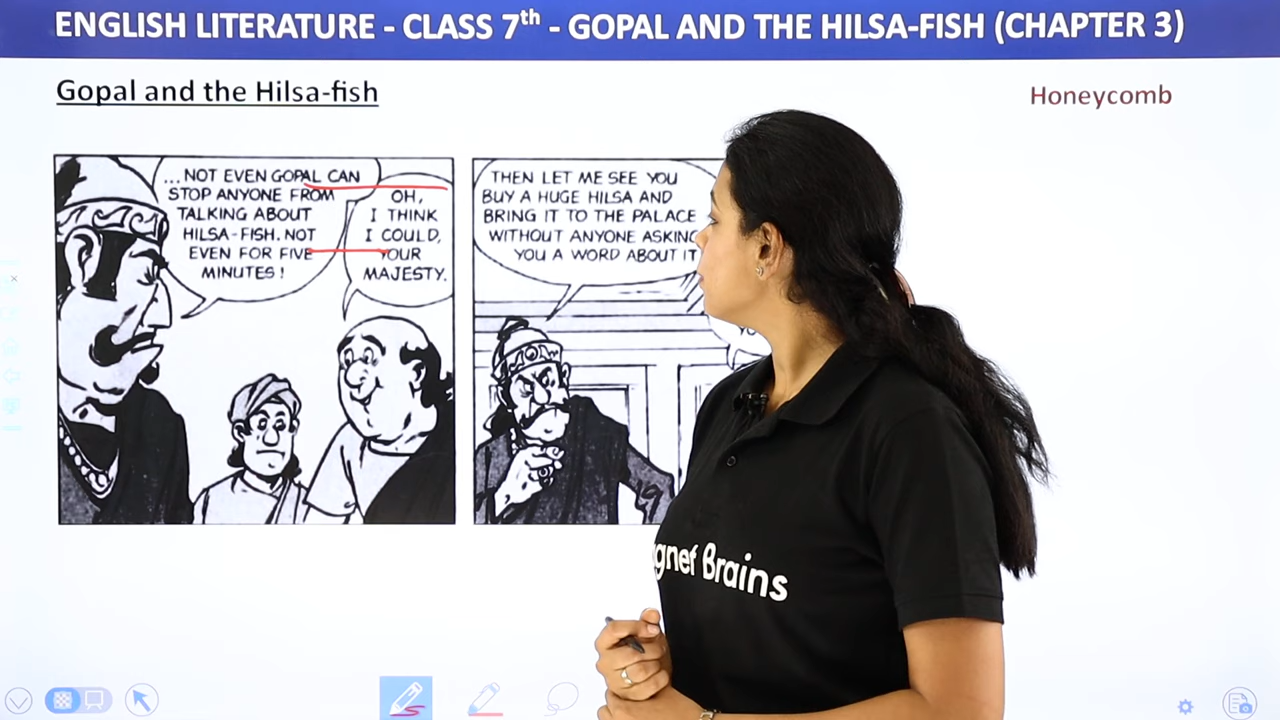 ENGLISH LITERATURE - CLASS 7th - GOPAL AND THE HILSA-FISH (CHAPTER 3)
Gopal and the Hilsa-fish
Honeycomb
...NOT EVEN GOPAL CAN
STOP ANYONE FROM
TALKING ABOUT
HILSA-FISH. NOT
EVEN FOR FIVE
MINUTES!
OH,
I THINK
I COULD,
YOUR
MAJESTY.
THEN LET ME SEE YOU
BUY A HUGE HILSA AND
BRING IT TO THE PALACE
WITHOUT ANYONE ASKING
YOU A WORD ABOUT IT
Brains